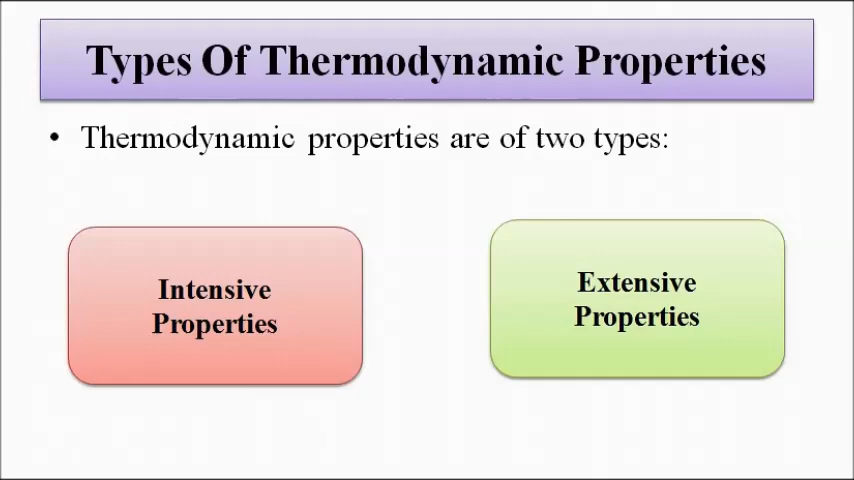 Types Of Thermodynamic Properties
• Thermodynamic properties are of two types:
Intensive
Properties
Extensive
Properties